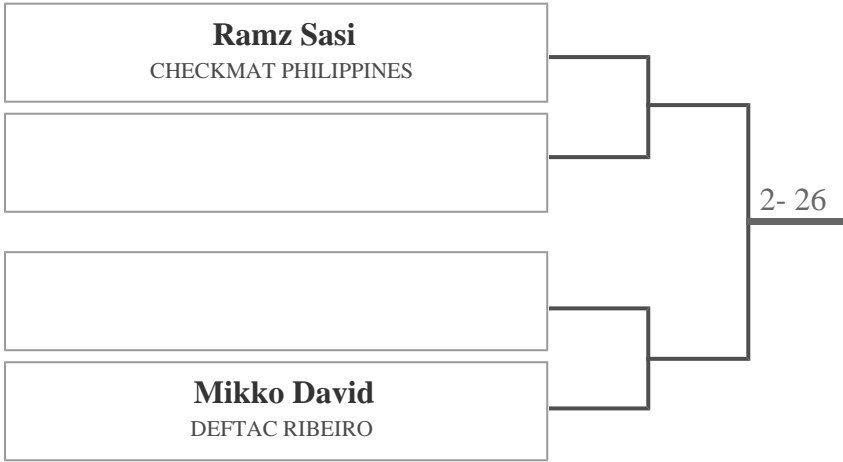 Ramz Sasi
CHECKMAT PHILIPPINES
2- 26
Mikko David
DEFTAC RIBEIRO